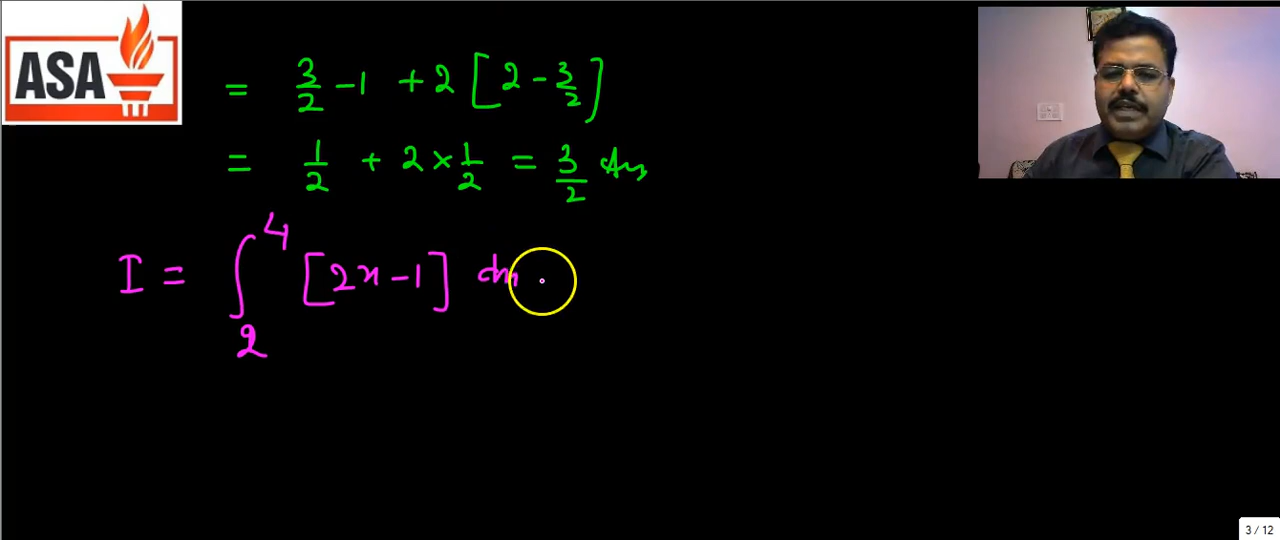 ASA
= 3/2 - 1 + 2 [2 - 3/2]
= 1/2 + 2 × 1/2 = 3/2 Ans
I = ∫₂⁴ [2x - 1] dx
3 / 12